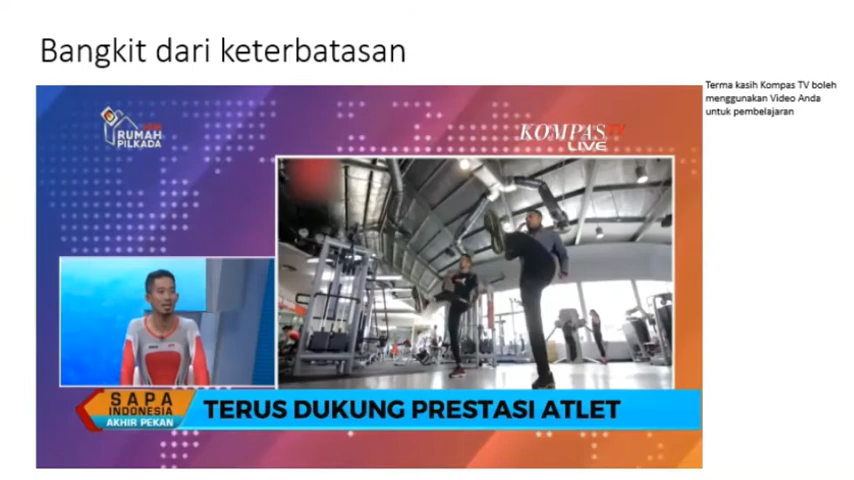 Bangkit dari keterbatasan
Terma kasih Kompas TV boleh
menggunakan Video Anda
untuk pembelajaran
RUMAH
PILKADA
KOMPAS TV
LIVE
SAPA
INDONESIA
AKHIR PEKAN
TERUS DUKUNG PRESTASI ATLET